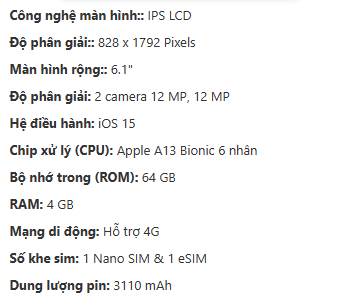 Công nghệ màn hình:: IPS LCD
Độ phân giải:: 828 x 1792 Pixels
Màn hình rộng:: 6.1"
Độ phân giải: 2 camera 12 MP, 12 MP
Hệ điều hành: iOS 15
Chip xử lý (CPU): Apple A13 Bionic 6 nhân
Bộ nhớ trong (ROM): 64 GB
RAM: 4 GB
Mạng di động: Hỗ trợ 4G
Số khe sim: 1 Nano SIM & 1 eSIM
Dung lượng pin: 3110 mAh